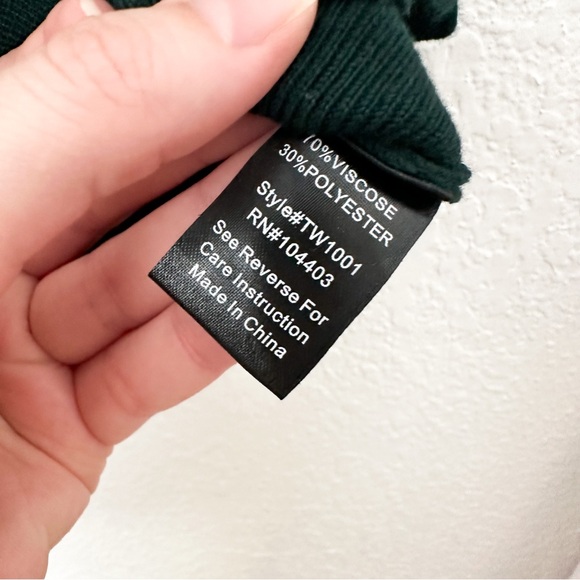 70%VISCOSE
30%POLYESTER
Style#TW1001
RN#104403
See Reverse For
Care Instruction
Made In China